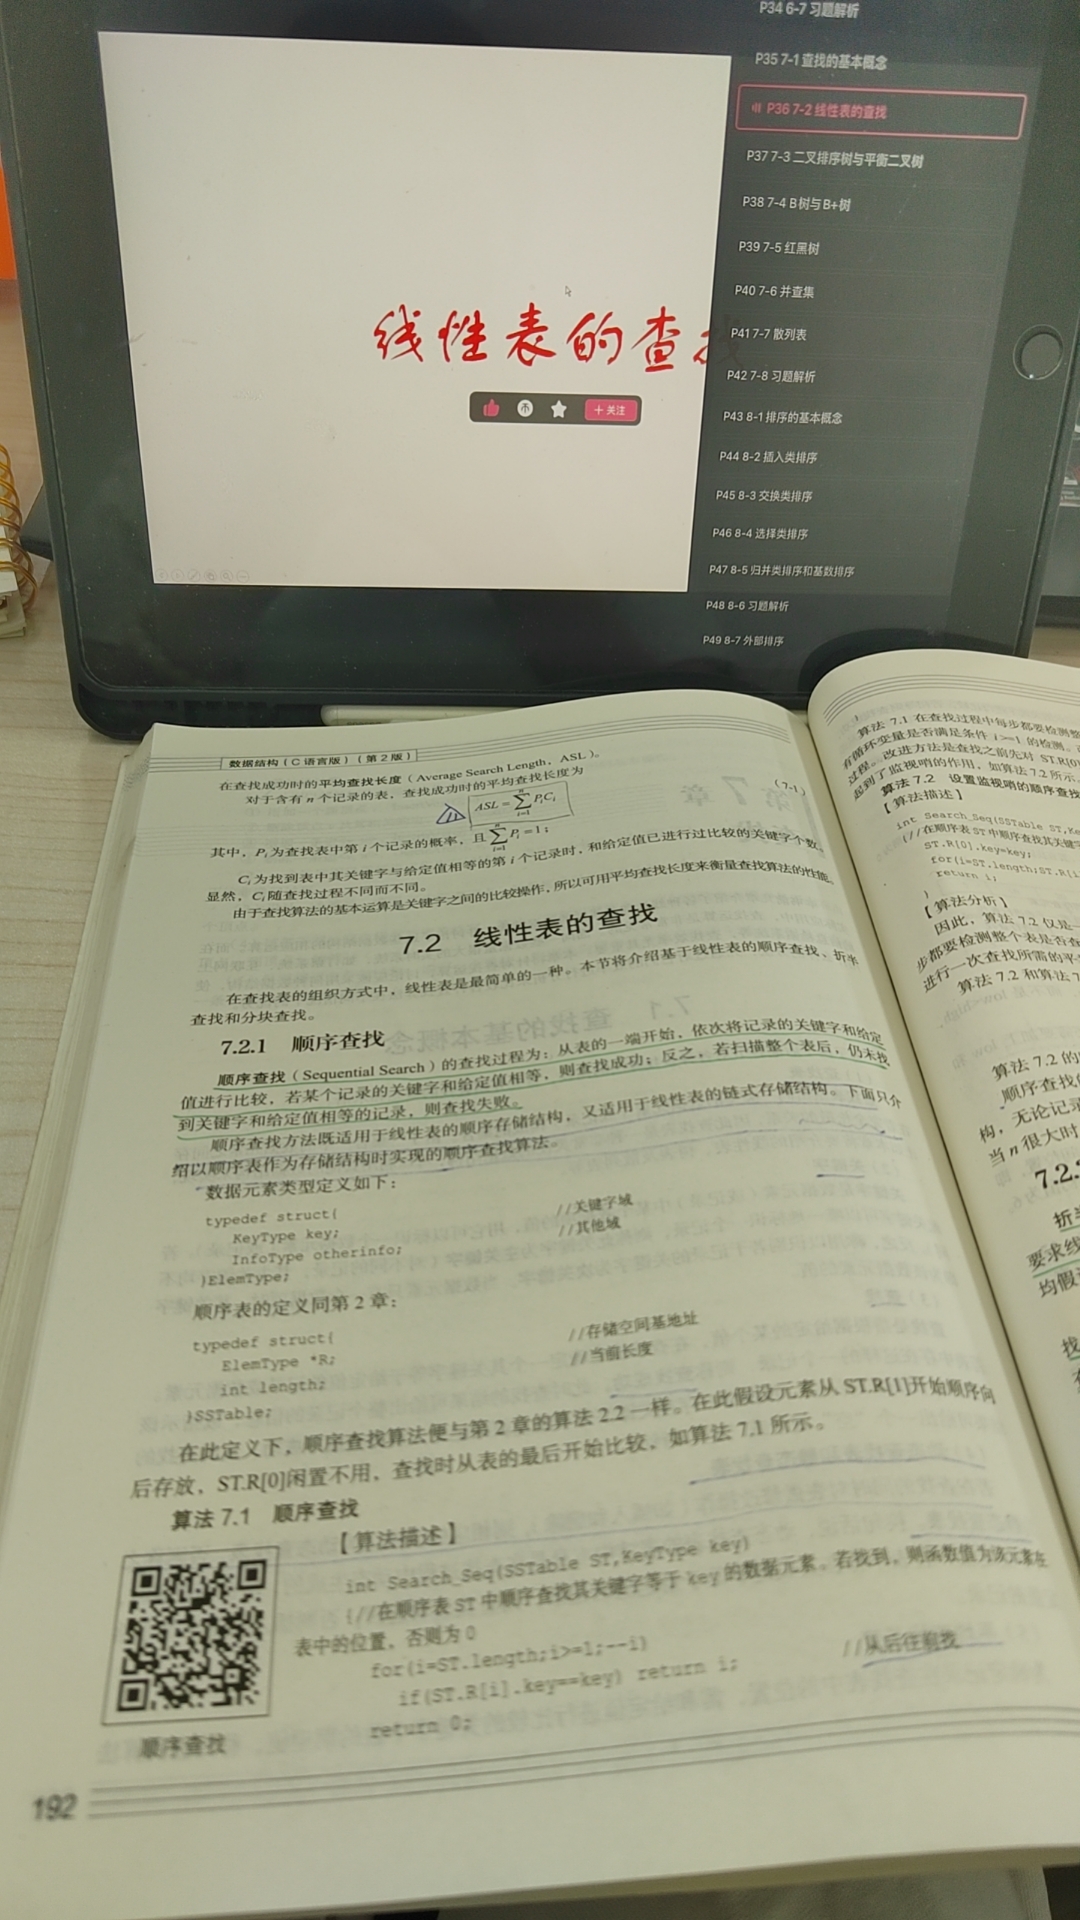 P34 6-7 习题解析
P35 7-1 查找的基本概念
P36 7-2 线性表的查找
P37 7-3 二叉排序树与平衡二叉树
P38 7-4 B树与B+树
P39 7-5 红黑树
P40 7-6 并查集
P41 7-7 散列表
P42 7-8 习题解析
P43 8-1 排序的基本概念
P44 8-2 插入类排序
P45 8-3 交换类排序
P46 8-4 选择类排序
P47 8-5 归并类排序和基数排序
P48 8-6 习题解析
P49 8-7 外部排序
线性表的查找
+ 关注
数据结构(C语言版)(第2版)
在查找成功时的平均查找长度(Average Search Length, ASL)。
对于含有n个记录的表,查找成功时的平均查找长度为
ASL=∑PiCi (7-1)
i=1
其中,Pi为查找表中第i个记录的概率,且∑Pi=1;
Ci为找到表中其关键字与给定值相等的第i个记录时,和给定值已进行过比较的关键字个数。
显然,Ci随查找过程不同而不同。
由于查找算法的基本运算是关键字之间的比较操作,所以可用平均查找长度来衡量查找算法的性能。
7.2 线性表的查找
在查找表的组织方式中,线性表是最简单的一种。本节将介绍基于线性表的顺序查找、折半
查找和分块查找。
7.2.1 顺序查找
顺序查找(Sequential Search)的查找过程为:从表的一端开始,依次将记录的关键字和给定
值进行比较,若某个记录的关键字和给定值相等,则查找成功;反之,若扫描整个表后,仍未找
到关键字和给定值相等的记录,则查找失败。
顺序查找方法既适用于线性表的顺序存储结构,又适用于线性表的链式存储结构。下面只介
绍以顺序表作为存储结构时实现的顺序查找算法。
数据元素类型定义如下:
typedef struct{
KeyType key; //关键字域
InfoType otherinfo; //其他域
}ElemType;
顺序表的定义同第2章:
typedef struct{
ElemType *R; //存储空间基地址
int length; //当前长度
}SSTable;
在此定义下,顺序查找算法便与第2章的算法2.2一样。在此假设元素从ST.R[1]开始顺序向
后存放,ST.R[0]闲置不用,查找时从表的最后开始比较,如算法7.1所示。
算法7.1 顺序查找
【算法描述】
int Search_Seq(SSTable ST,KeyType key)
{//在顺序表ST中顺序查找其关键字等于key的数据元素。若找到,则函数值为该元素在
表中的位置,否则为0
for(i=ST.length;i>=1;--i) //从后往前找
if(ST.R[i].key==key) return i;
return 0;
顺序查找
192
算法7.1在查找过程中每步都要检测整
有循环变量是否满足条件i>=1的检测。
过程。改进方法是查找之前先对ST.R[0]
起到了监视哨的作用,如算法7.2所示。
算法7.2 设置监视哨的顺序查找
【算法描述】
int Search_Seq(SSTable ST,Ke
{//在顺序表ST中顺序查找其关键字
ST.R[0].key=key;
for(i=ST.length;ST.R[i
return i;
}
【算法分析】
因此,算法7.2仅是一
步都要检测整个表是否查
进行一次查找所需的平
算法7.2和算法7
算法7.2的
顺序查找
构,无论记录
当n很大时
7.2.
折半
要求线
均假设
找